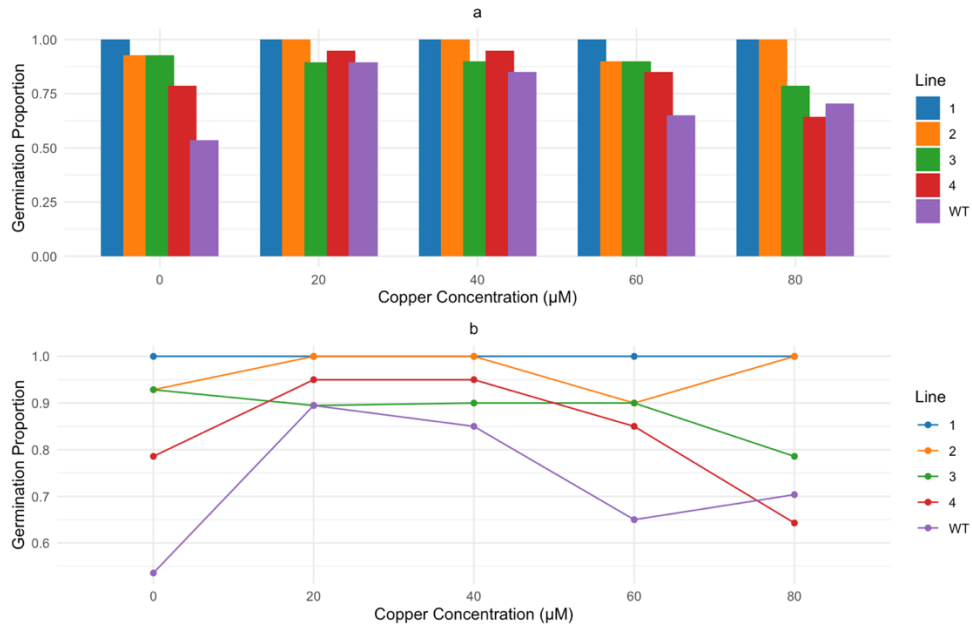 a
1.00
0.75
0.50
0.25
0.00
Germination Proportion
0 20 40 60 80
Copper Concentration (µM)
Line
1
2
3
4
WT
b
1.0
0.9
0.8
0.7
0.6
Germination Proportion
0 20 40 60 80
Copper Concentration (µM)
Line
1
2
3
4
WT